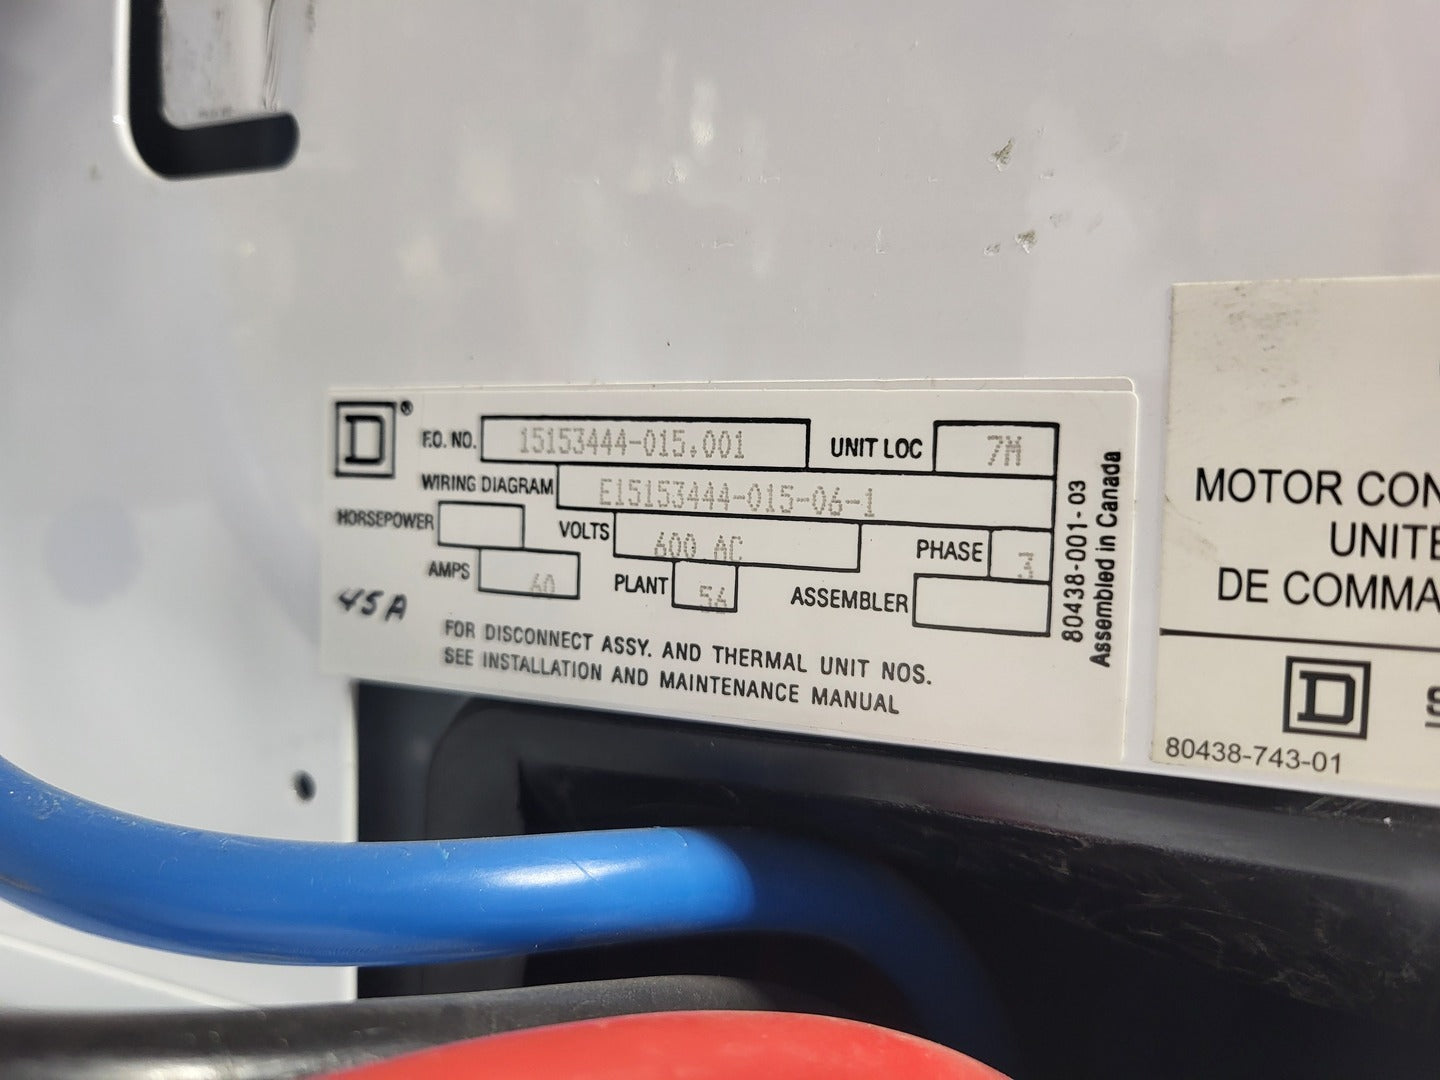 D®
F.O. NO. 15153444-015.001 UNIT LOC 7M
WIRING DIAGRAM E15153444-015-06-1
HORSEPOWER VOLTS 600 AC PHASE 3
AMPS 60 PLANT 5A ASSEMBLER
45A
FOR DISCONNECT ASSY. AND THERMAL UNIT NOS.
SEE INSTALLATION AND MAINTENANCE MANUAL
80438-001-03
Assembled in Canada
MOTOR CON
UNITÉ
DE COMMA
D S
80438-743-01